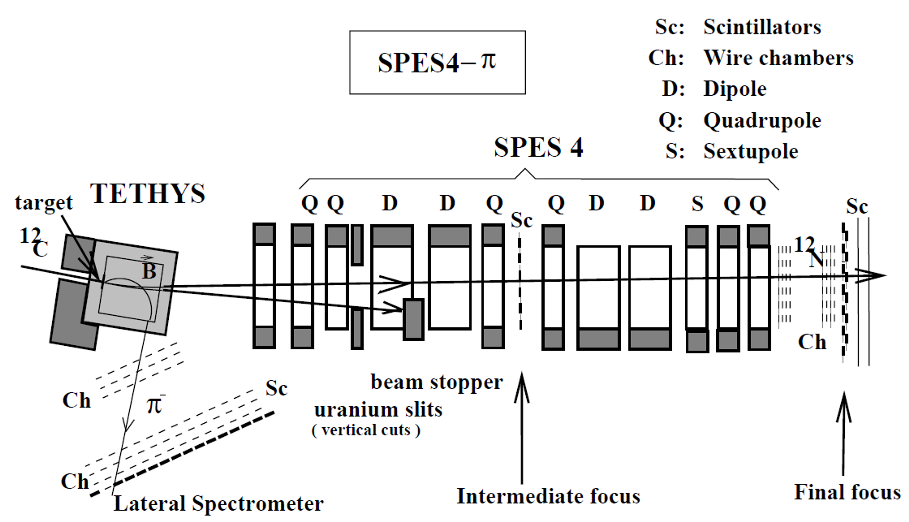 SPES4-π
Sc: Scintillators
Ch: Wire chambers
D: Dipole
Q: Quadrupole
S: Sextupole
SPES 4
TETHYS
target
12
C
B
Q Q D D Q Sc Q D D S Q Q
Sc
12
N
Ch
Ch
π-
Sc
Ch
beam stopper
uranium slits
( vertical cuts )
Lateral Spectrometer
Intermediate focus
Final focus